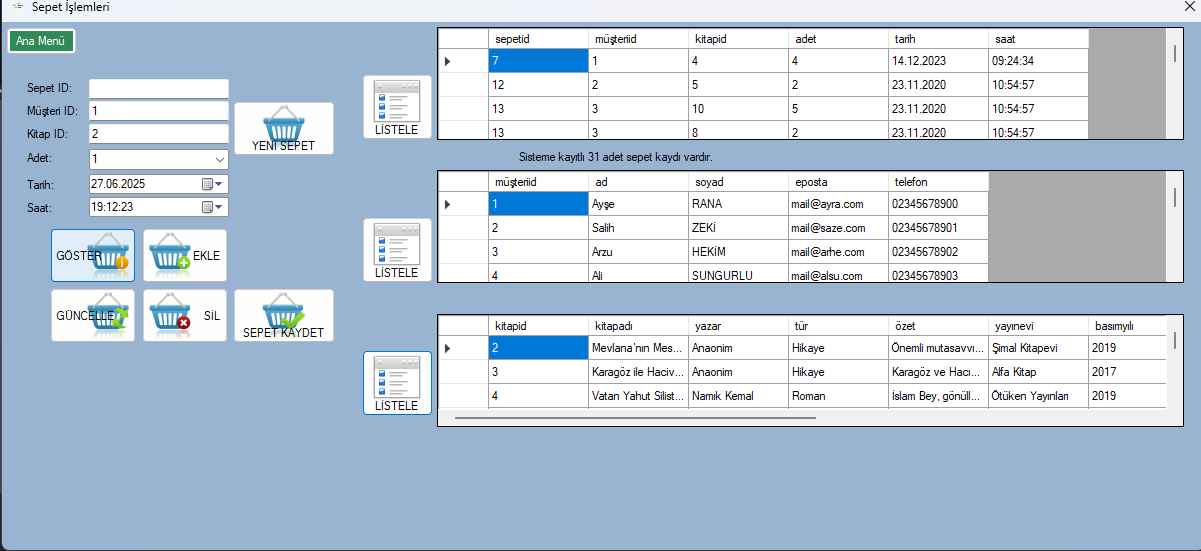 Sepet İşlemleri
Ana Menü
Sepet ID:
Müşteri ID: 1
Kitap ID: 2
Adet: 1
Tarih: 27.06.2025
Saat: 19:12:23
YENİ SEPET
GÖSTER
EKLE
GÜNCELLE
SİL
SEPET KAYDET
LİSTELE
sepetid müşteriid kitapid adet tarih saat
7 1 4 4 14.12.2023 09:24:34
12 2 5 2 23.11.2020 10:54:57
13 3 10 5 23.11.2020 10:54:57
13 3 8 2 23.11.2020 10:54:57
Sisteme kayıtlı 31 adet sepet kaydı vardır.
LİSTELE
müşteriid ad soyad eposta telefon
1 Ayşe RANA mail@ayra.com 02345678900
2 Salih ZEKİ mail@saze.com 02345678901
3 Arzu HEKİM mail@arhe.com 02345678902
4 Ali SUNGURLU mail@alsu.com 02345678903
LİSTELE
kitapid kitapadı yazar tür özet yayınevi basımyılı
2 Mevlana'nın Mes... Anaonim Hikaye Önemli mutasavvı... Şimal Kitapevi 2019
3 Karagöz ile Haciv... Anaonim Hikaye Karagöz ve Hacı... Alfa Kitap 2017
4 Vatan Yahut Silist... Namık Kemal Roman İslam Bey, gönüll... Ötüken Yayınları 2019